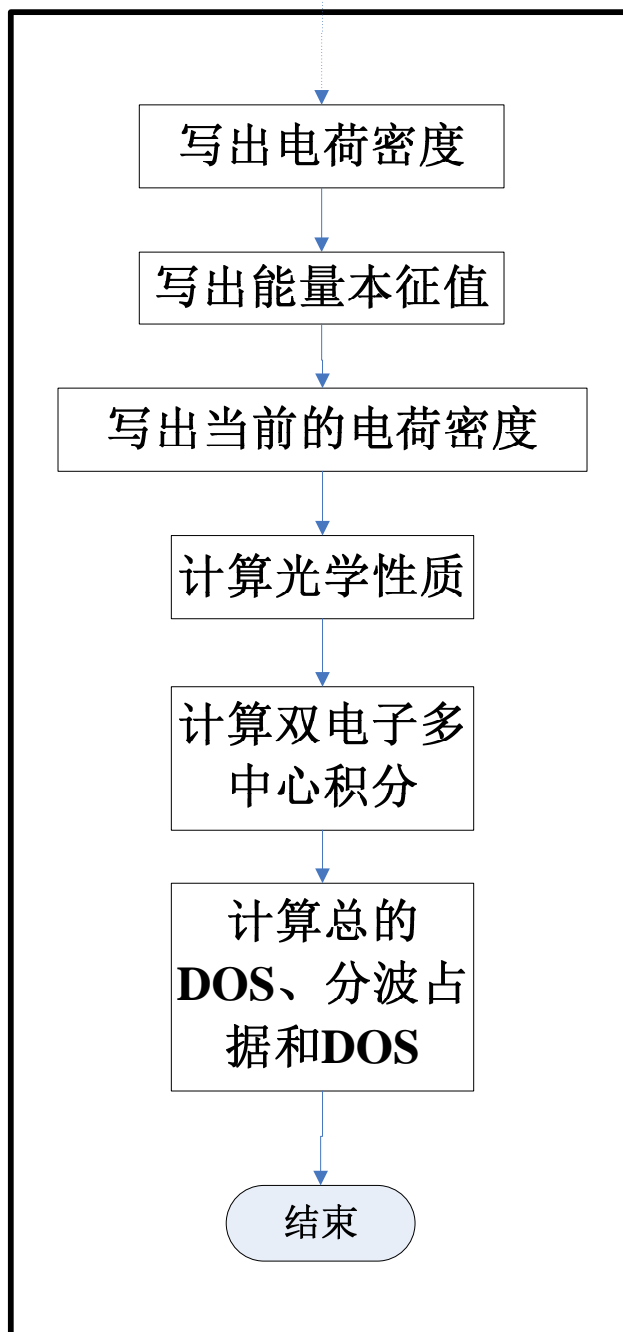 写出电荷密度
写出能量本征值
写出当前的电荷密度
计算光学性质
计算双电子多
中心积分
计算总的
DOS、分波占
据和DOS
结束